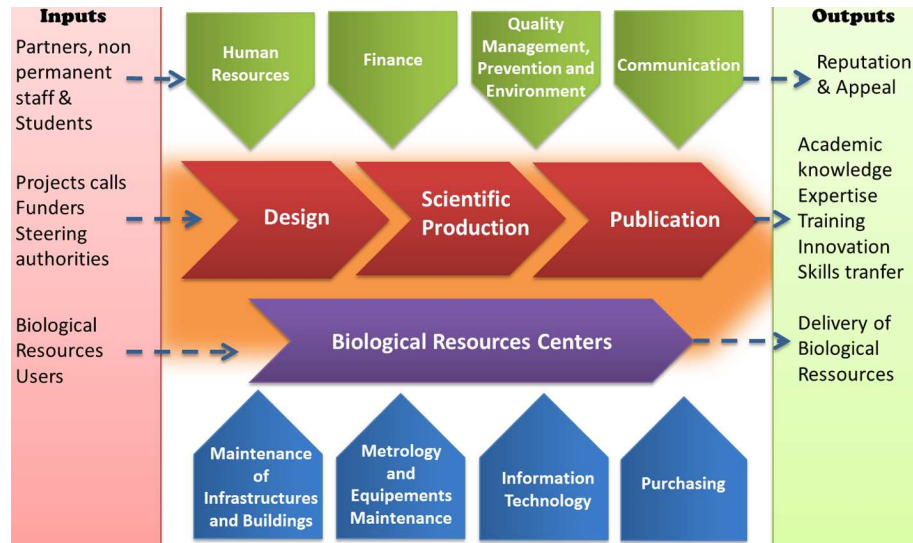 Inputs
Partners, non
permanent
staff &
Students
Projects calls
Funders
Steering
authorities
Biological
Resources
Users
Human
Resources
Finance
Quality
Management,
Prevention and
Environment
Communication
Design
Scientific
Production
Publication
Biological Resources Centers
Maintenance
of
Infrastructures
and Buildings
Metrology
and
Equipements
Maintenance
Information
Technology
Purchasing
Outputs
Reputation
& Appeal
Academic
knowledge
Expertise
Training
Innovation
Skills tranfer
Delivery of
Biological
Ressources